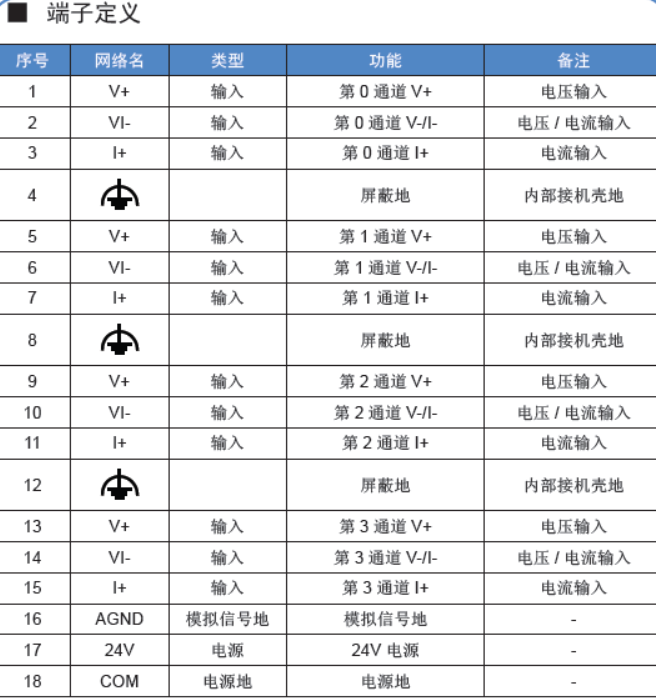 ■ 端子定义
序号 网络名 类型 功能 备注
1 V+ 输入 第 0 通道 V+ 电压输入
2 VI- 输入 第 0 通道 V-/I- 电压 / 电流输入
3 I+ 输入 第 0 通道 I+ 电流输入
4 屏蔽地 内部接机壳地
5 V+ 输入 第 1 通道 V+ 电压输入
6 VI- 输入 第 1 通道 V-/I- 电压 / 电流输入
7 I+ 输入 第 1 通道 I+ 电流输入
8 屏蔽地 内部接机壳地
9 V+ 输入 第 2 通道 V+ 电压输入
10 VI- 输入 第 2 通道 V-/I- 电压 / 电流输入
11 I+ 输入 第 2 通道 I+ 电流输入
12 屏蔽地 内部接机壳地
13 V+ 输入 第 3 通道 V+ 电压输入
14 VI- 输入 第 3 通道 V-/I- 电压 / 电流输入
15 I+ 输入 第 3 通道 I+ 电流输入
16 AGND 模拟信号地 模拟信号地 -
17 24V 电源 24V 电源 -
18 COM 电源地 电源地 -